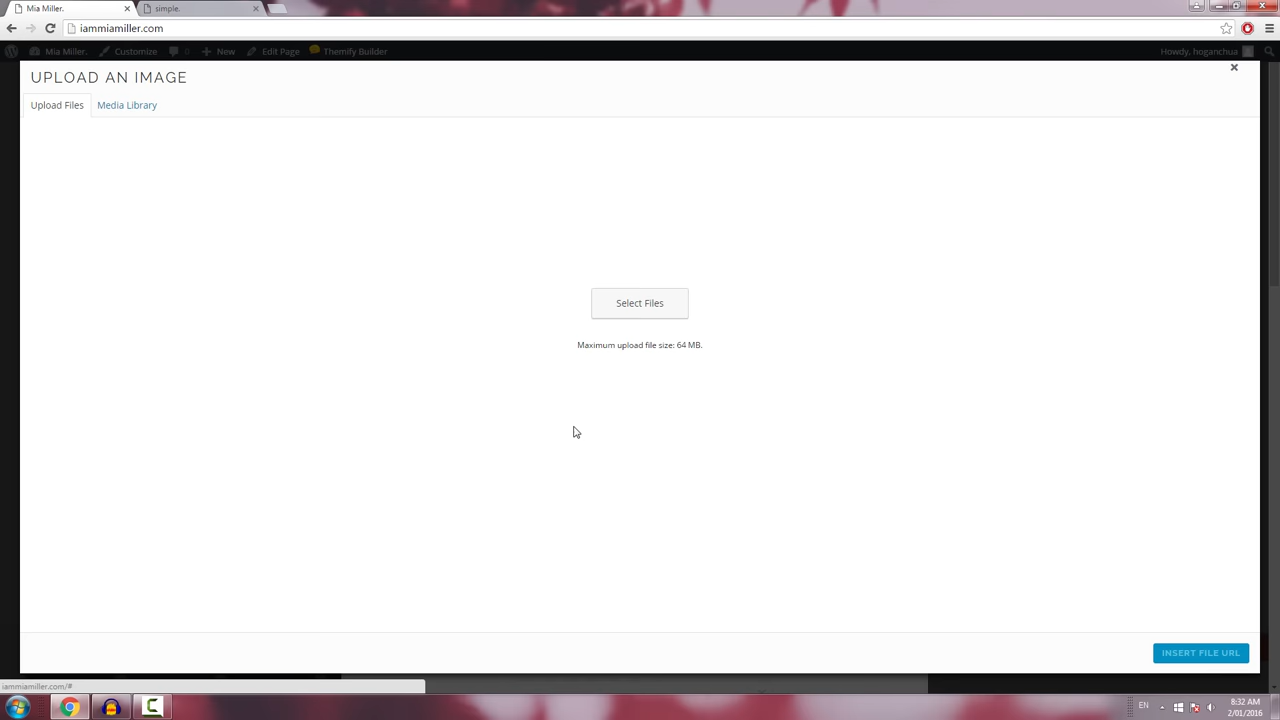 Mia Miller.
simple.
iammiamiller.com
Mia Miller. Customize 0 New Edit Page Themify Builder Howdy, hoganchua
UPLOAD AN IMAGE
Upload Files Media Library
Select Files
Maximum upload file size: 64 MB.
INSERT FILE URL
iammiamiller.com/#
EN 8:32 AM
2/01/2016